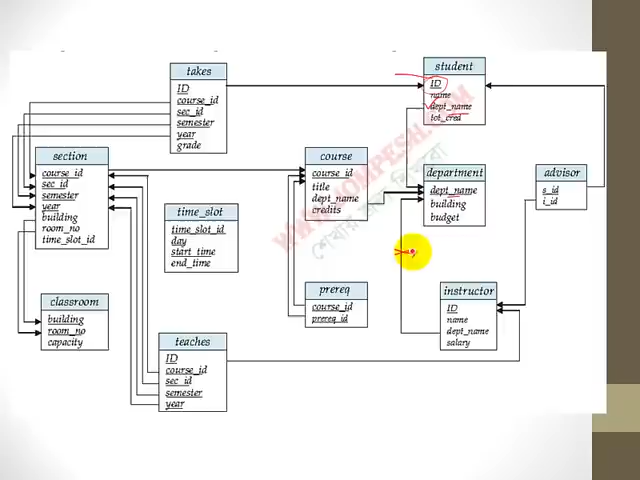 takes
ID
course_id
sec_id
semester
year
grade
student
ID
name
dept_name
tot_cred
section
course_id
sec_id
semester
year
building
room_no
time_slot_id
course
course_id
title
dept_name
credits
department
dept_name
building
budget
advisor
s_id
i_id
time_slot
time_slot_id
day
start_time
end_time
prereq
course_id
prereq_id
instructor
ID
name
dept_name
salary
classroom
building
room_no
capacity
teaches
ID
course_id
sec_id
semester
year